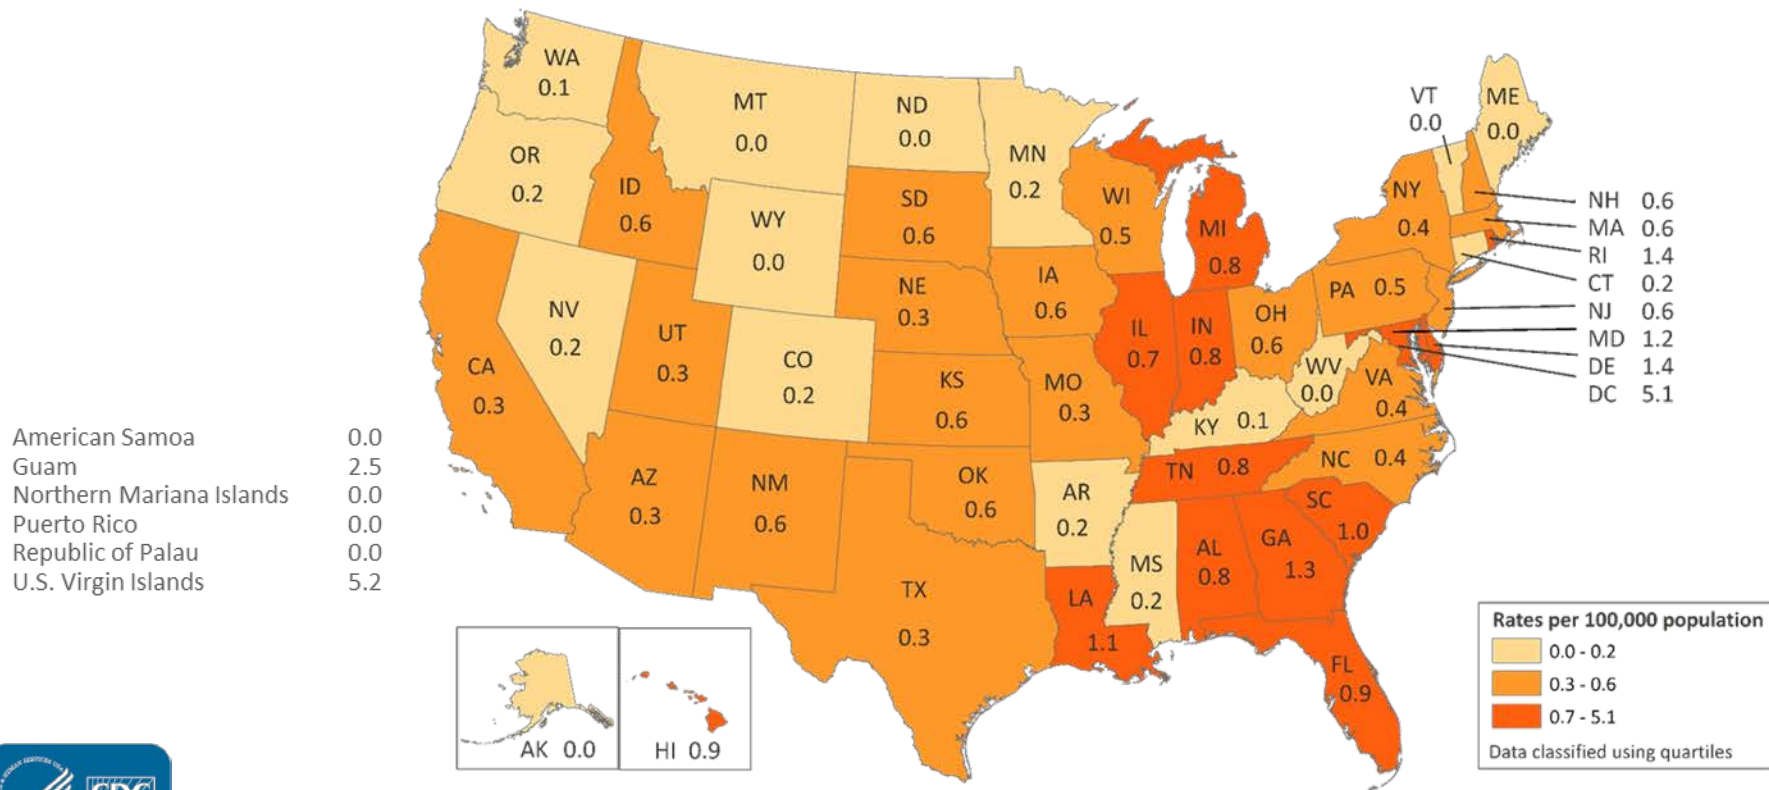 WA
0.1
MT
0.0
ND
0.0
MN
0.2
VT
0.0
ME
0.0
OR
0.2
ID
0.6
WY
0.0
SD
0.6
WI
0.5
MI
0.8
NY
0.4
NH 0.6
MA 0.6
RI 1.4
CT 0.2
NJ 0.6
MD 1.2
DE 1.4
DC 5.1
NV
0.2
UT
0.3
CO
0.2
NE
0.3
IA
0.6
IL
0.7
IN
0.8
OH
0.6
PA 0.5
CA
0.3
KS
0.6
MO
0.3
KY 0.1
WV
0.0
VA
0.4
AZ
0.3
NM
0.6
OK
0.6
AR
0.2
TN 0.8
NC 0.4
SC
1.0
TX
0.3
LA
1.1
MS
0.2
AL
0.8
GA
1.3
FL
0.9
AK 0.0
HI 0.9
American Samoa 0.0
Guam 2.5
Northern Mariana Islands 0.0
Puerto Rico 0.0
Republic of Palau 0.0
U.S. Virgin Islands 5.2
Rates per 100,000 population
0.0 - 0.2
0.3 - 0.6
0.7 - 5.1
Data classified using quartiles
CDC